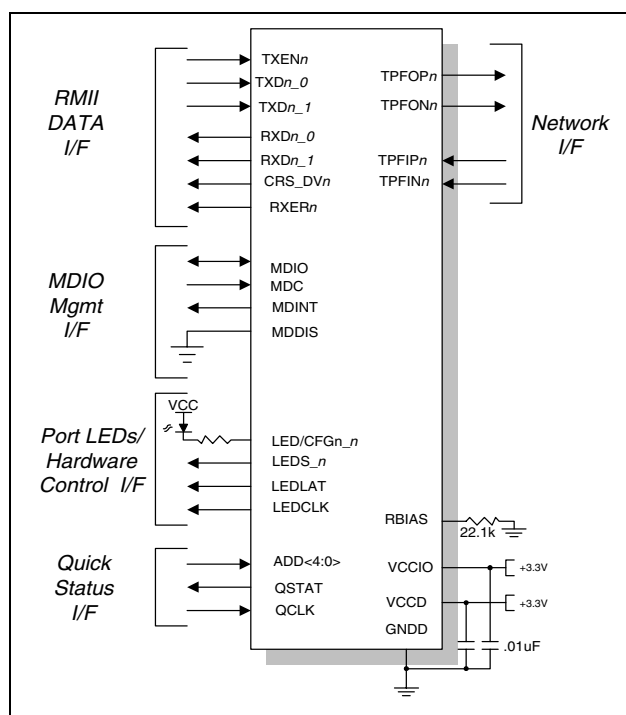 RMII
DATA
I/F
TXENn
TXDn_0
TXDn_1
RXDn_0
RXDn_1
CRS_DVn
RXERn
TPFOPn
TPFONn
TPFIPn
TPFINn
Network
I/F
MDIO
Mgmt
I/F
MDIO
MDC
MDINT
MDDIS
Port LEDs/
Hardware
Control I/F
VCC
LED/CFGn_n
LEDS_n
LEDLAT
LEDCLK
Quick
Status
I/F
ADD<4:0>
QSTAT
QCLK
RBIAS
22.1k
VCCIO
+3.3V
VCCD
+3.3V
GNDD
.01uF